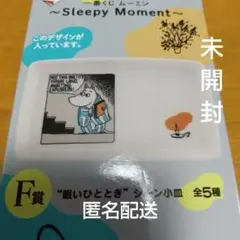 一番くじ ムーミン
～Sleepy Moment～
このデザインが
入っています。
未開封
F賞
"眠いひととき"シーン小皿 全5種
匿名配送